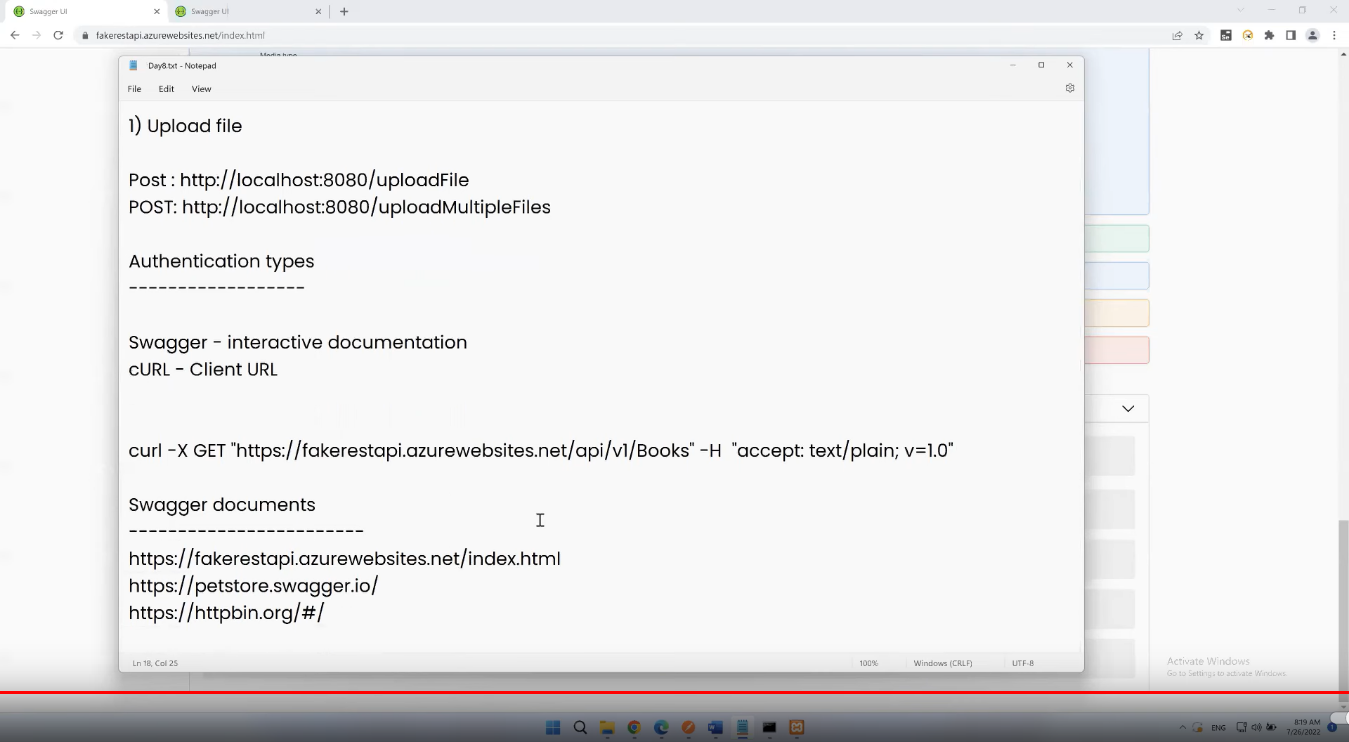 Swagger UI
Swagger UI
fakerestapi.azurewebsites.net/index.html
Media type
Day8.txt - Notepad
File Edit View
1) Upload file
Post : http://localhost:8080/uploadFile
POST: http://localhost:8080/uploadMultipleFiles
Authentication types
------------------
Swagger - interactive documentation
cURL - Client URL
curl -X GET "https://fakerestapi.azurewebsites.net/api/v1/Books" -H  "accept: text/plain; v=1.0"
Swagger documents
------------------------
https://fakerestapi.azurewebsites.net/index.html
https://petstore.swagger.io/
https://httpbin.org/#/
Ln 18, Col 25
100%
Windows (CRLF)
UTF-8
Activate Windows
Go to Settings to activate Windows.
ENG
8:19 AM
7/26/2022